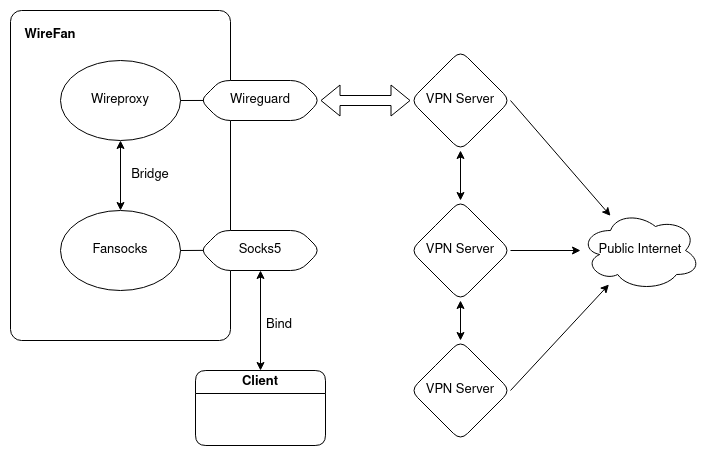 WireFan
Wireproxy
Wireguard
VPN Server
Bridge
Fansocks
Socks5
VPN Server
Public Internet
Bind
Client
VPN Server